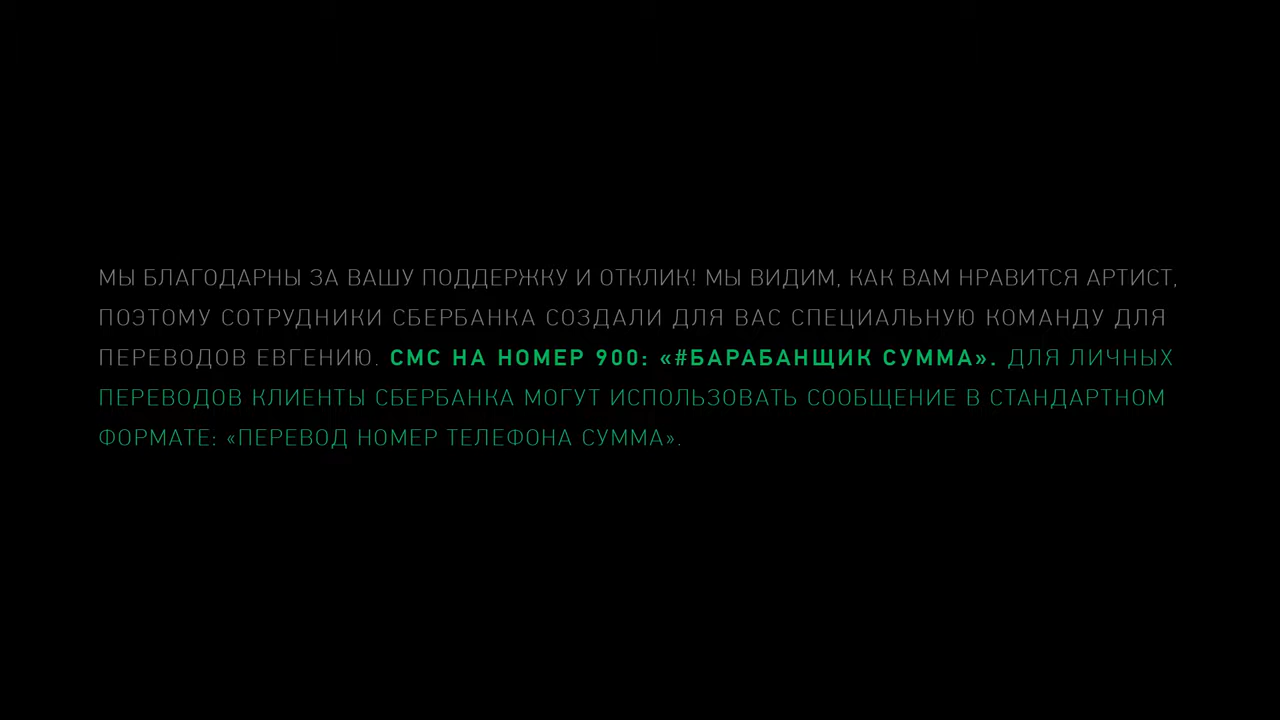 МЫ БЛАГОДАРНЫ ЗА ВАШУ ПОДДЕРЖКУ И ОТКЛИК! МЫ ВИДИМ, КАК ВАМ НРАВИТСЯ АРТИСТ,
ПОЭТОМУ СОТРУДНИКИ СБЕРБАНКА СОЗДАЛИ ДЛЯ ВАС СПЕЦИАЛЬНУЮ КОМАНДУ ДЛЯ
ПЕРЕВОДОВ ЕВГЕНИЮ. СМС НА НОМЕР 900: «#БАРАБАНЩИК СУММА». ДЛЯ ЛИЧНЫХ
ПЕРЕВОДОВ КЛИЕНТЫ СБЕРБАНКА МОГУТ ИСПОЛЬЗОВАТЬ СООБЩЕНИЕ В СТАНДАРТНОМ
ФОРМАТЕ: «ПЕРЕВОД НОМЕР ТЕЛЕФОНА СУММА».